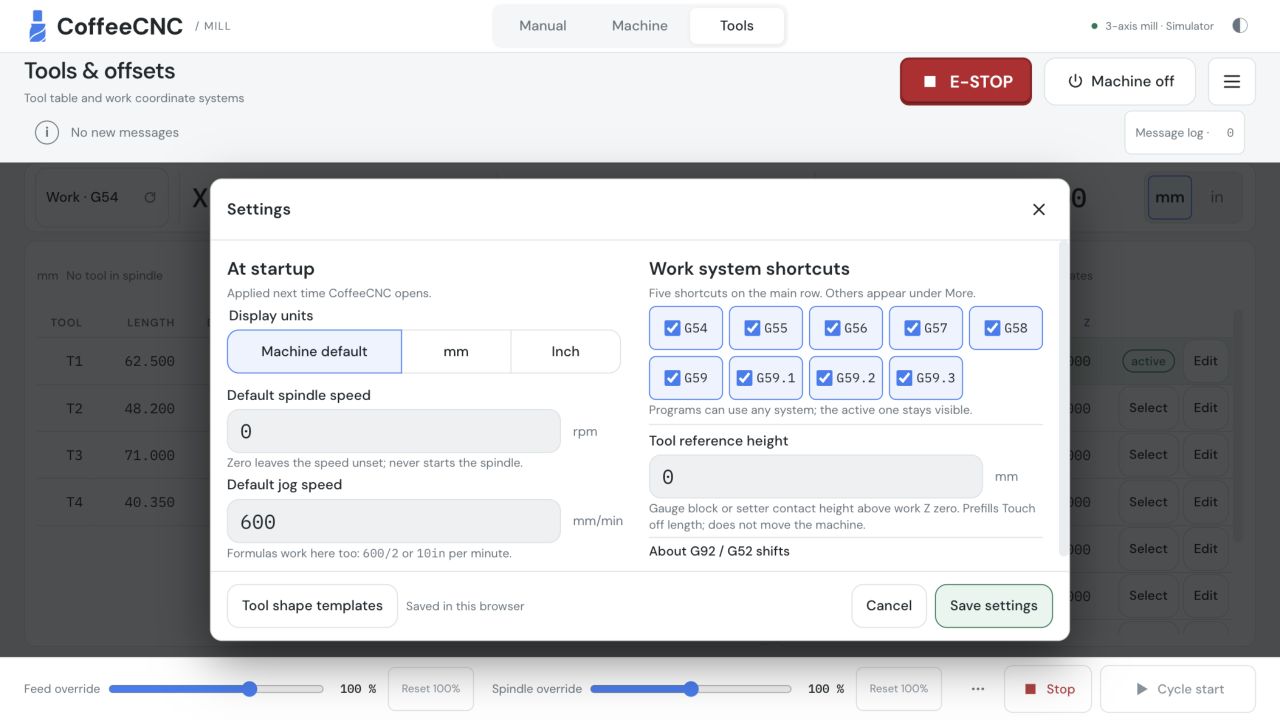 CoffeeCNC / MILL
Manual Machine Tools
3-axis mill · Simulator
Tools & offsets
Tool table and work coordinate systems
E-STOP
Machine off
i No new messages
Message log · 0
Work · G54
X
0
mm in
mm No tool in spindle
ates
TOOL LENGTH
Z
T1 62.500
000 active Edit
T2 48.200
000 Select Edit
T3 71.000
000 Select Edit
T4 40.350
000 Select Edit
000 Select Edit
000 Select Edit
Settings
At startup
Applied next time CoffeeCNC opens.
Display units
Machine default mm Inch
Default spindle speed
0 rpm
Zero leaves the speed unset; never starts the spindle.
Default jog speed
600 mm/min
Formulas work here too: 600/2 or 10in per minute.
Work system shortcuts
Five shortcuts on the main row. Others appear under More.
G54 G55 G56 G57 G58
G59 G59.1 G59.2 G59.3
Programs can use any system; the active one stays visible.
Tool reference height
0 mm
Gauge block or setter contact height above work Z zero. Prefills Touch
off length; does not move the machine.
About G92 / G52 shifts
Tool shape templates Saved in this browser
Cancel Save settings
Feed override 100 % Reset 100% Spindle override 100 % Reset 100% ··· Stop Cycle start